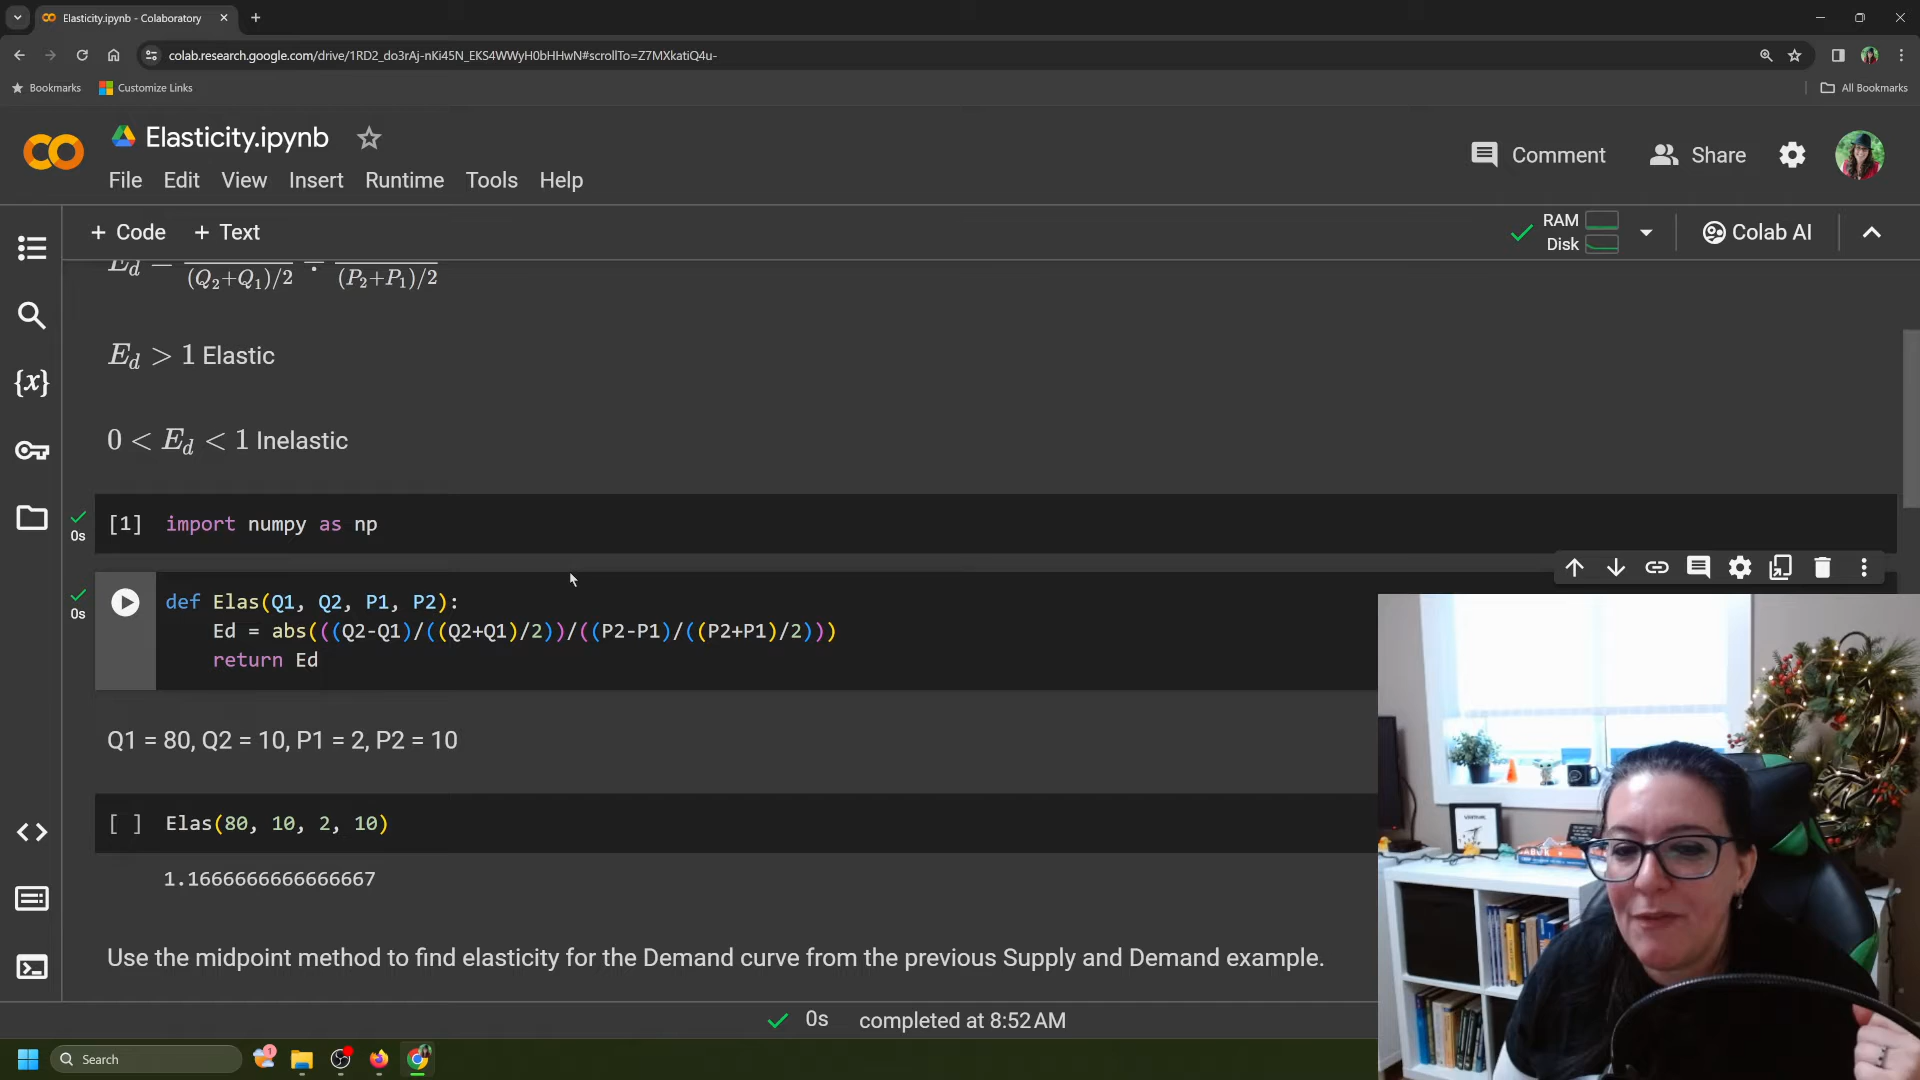 Elasticity.ipynb - Colaboratory
colab.research.google.com/drive/1RD2_do3rAj-nKi45N_EKS4WWyH0bHHwN#scrollTo=Z7MXkatiQ4u-
Bookmarks Customize Links All Bookmarks
Elasticity.ipynb
Comment Share
File Edit View Insert Runtime Tools Help
+ Code + Text
RAM
Disk
Colab AI
E_d = (Q₂+Q₁)/2 ÷ (P₂+P₁)/2
E_d > 1 Elastic
0 < E_d < 1 Inelastic
0s [1] import numpy as np
0s def Elas(Q1, Q2, P1, P2):
Ed = abs(((Q2-Q1)/((Q2+Q1)/2))/((P2-P1)/((P2+P1)/2)))
return Ed
Q1 = 80, Q2 = 10, P1 = 2, P2 = 10
[ ] Elas(80, 10, 2, 10)
1.1666666666666667
Use the midpoint method to find elasticity for the Demand curve from the previous Supply and Demand example.
0s completed at 8:52 AM
Search